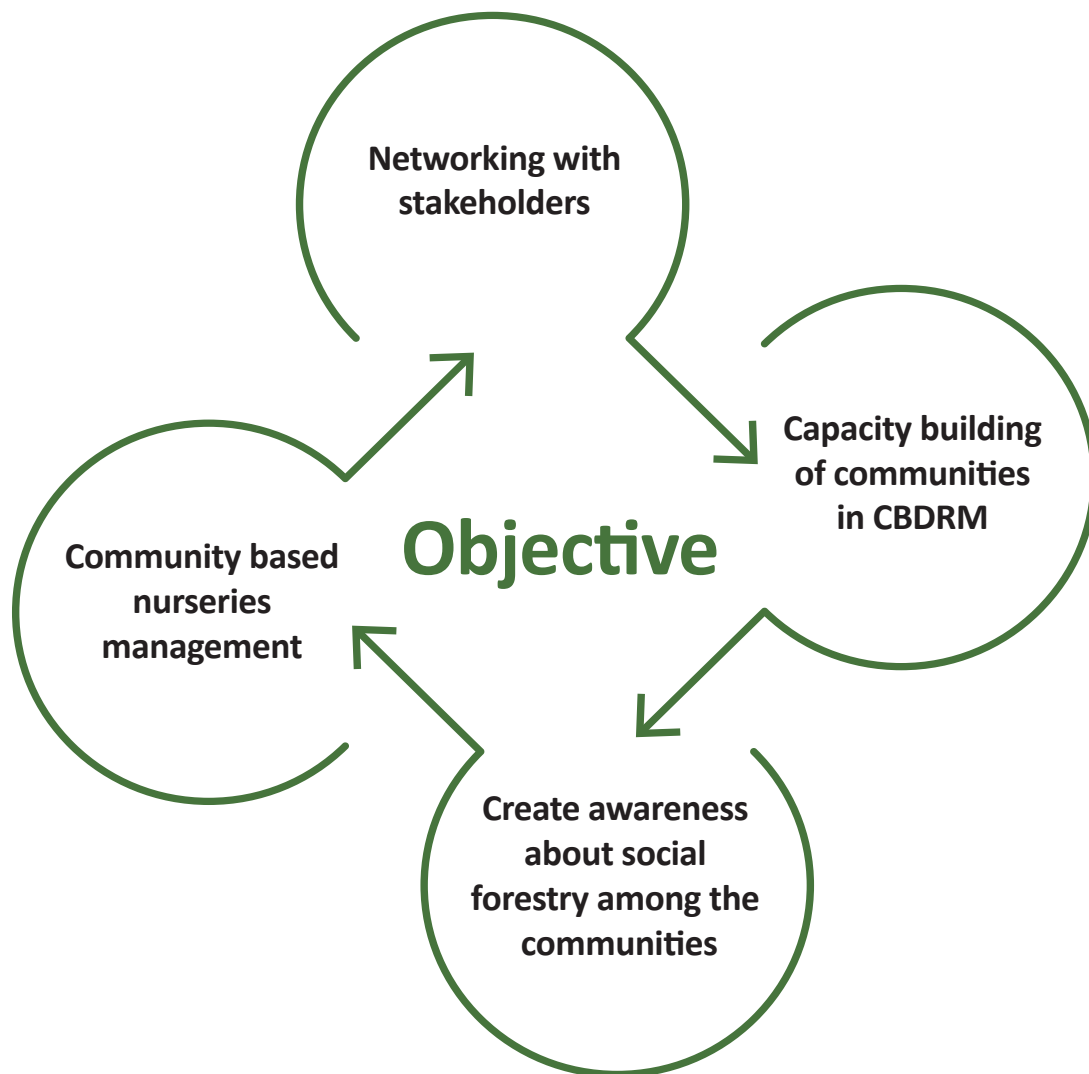 Networking with
stakeholders
Capacity building
of communities
in CBDRM
Objective
Community based
nurseries
management
Create awareness
about social
forestry among the
communities